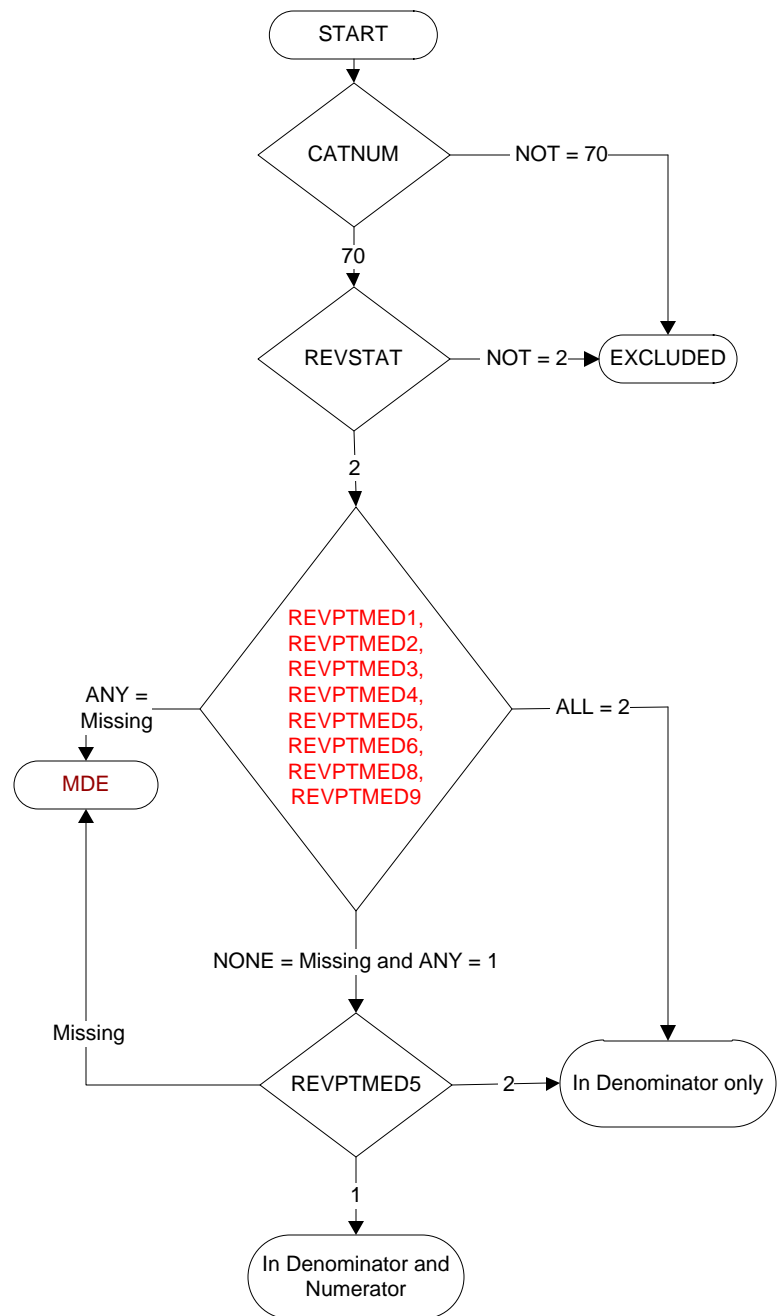 START
CATNUM
NOT = 70
70
REVSTAT
NOT = 2
EXCLUDED
2
REVPTMED1,
REVPTMED2,
REVPTMED3,
REVPTMED4,
REVPTMED5,
REVPTMED6,
REVPTMED8,
REVPTMED9
ANY =
Missing
ALL = 2
MDE
NONE = Missing and ANY = 1
Missing
REVPTMED5
2
In Denominator only
1
In Denominator and
Numerator